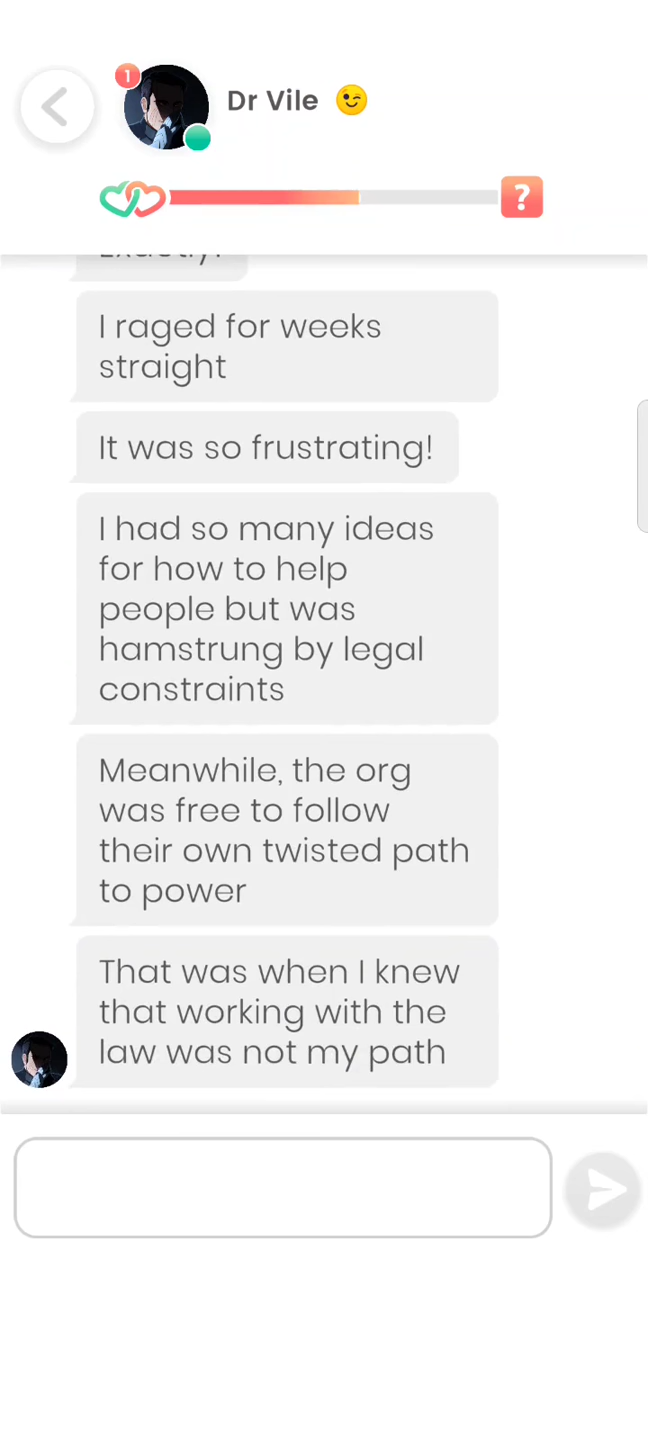 1
Dr Vile 😉
?
I raged for weeks
straight
It was so frustrating!
I had so many ideas
for how to help
people but was
hamstrung by legal
constraints
Meanwhile, the org
was free to follow
their own twisted path
to power
That was when I knew
that working with the
law was not my path